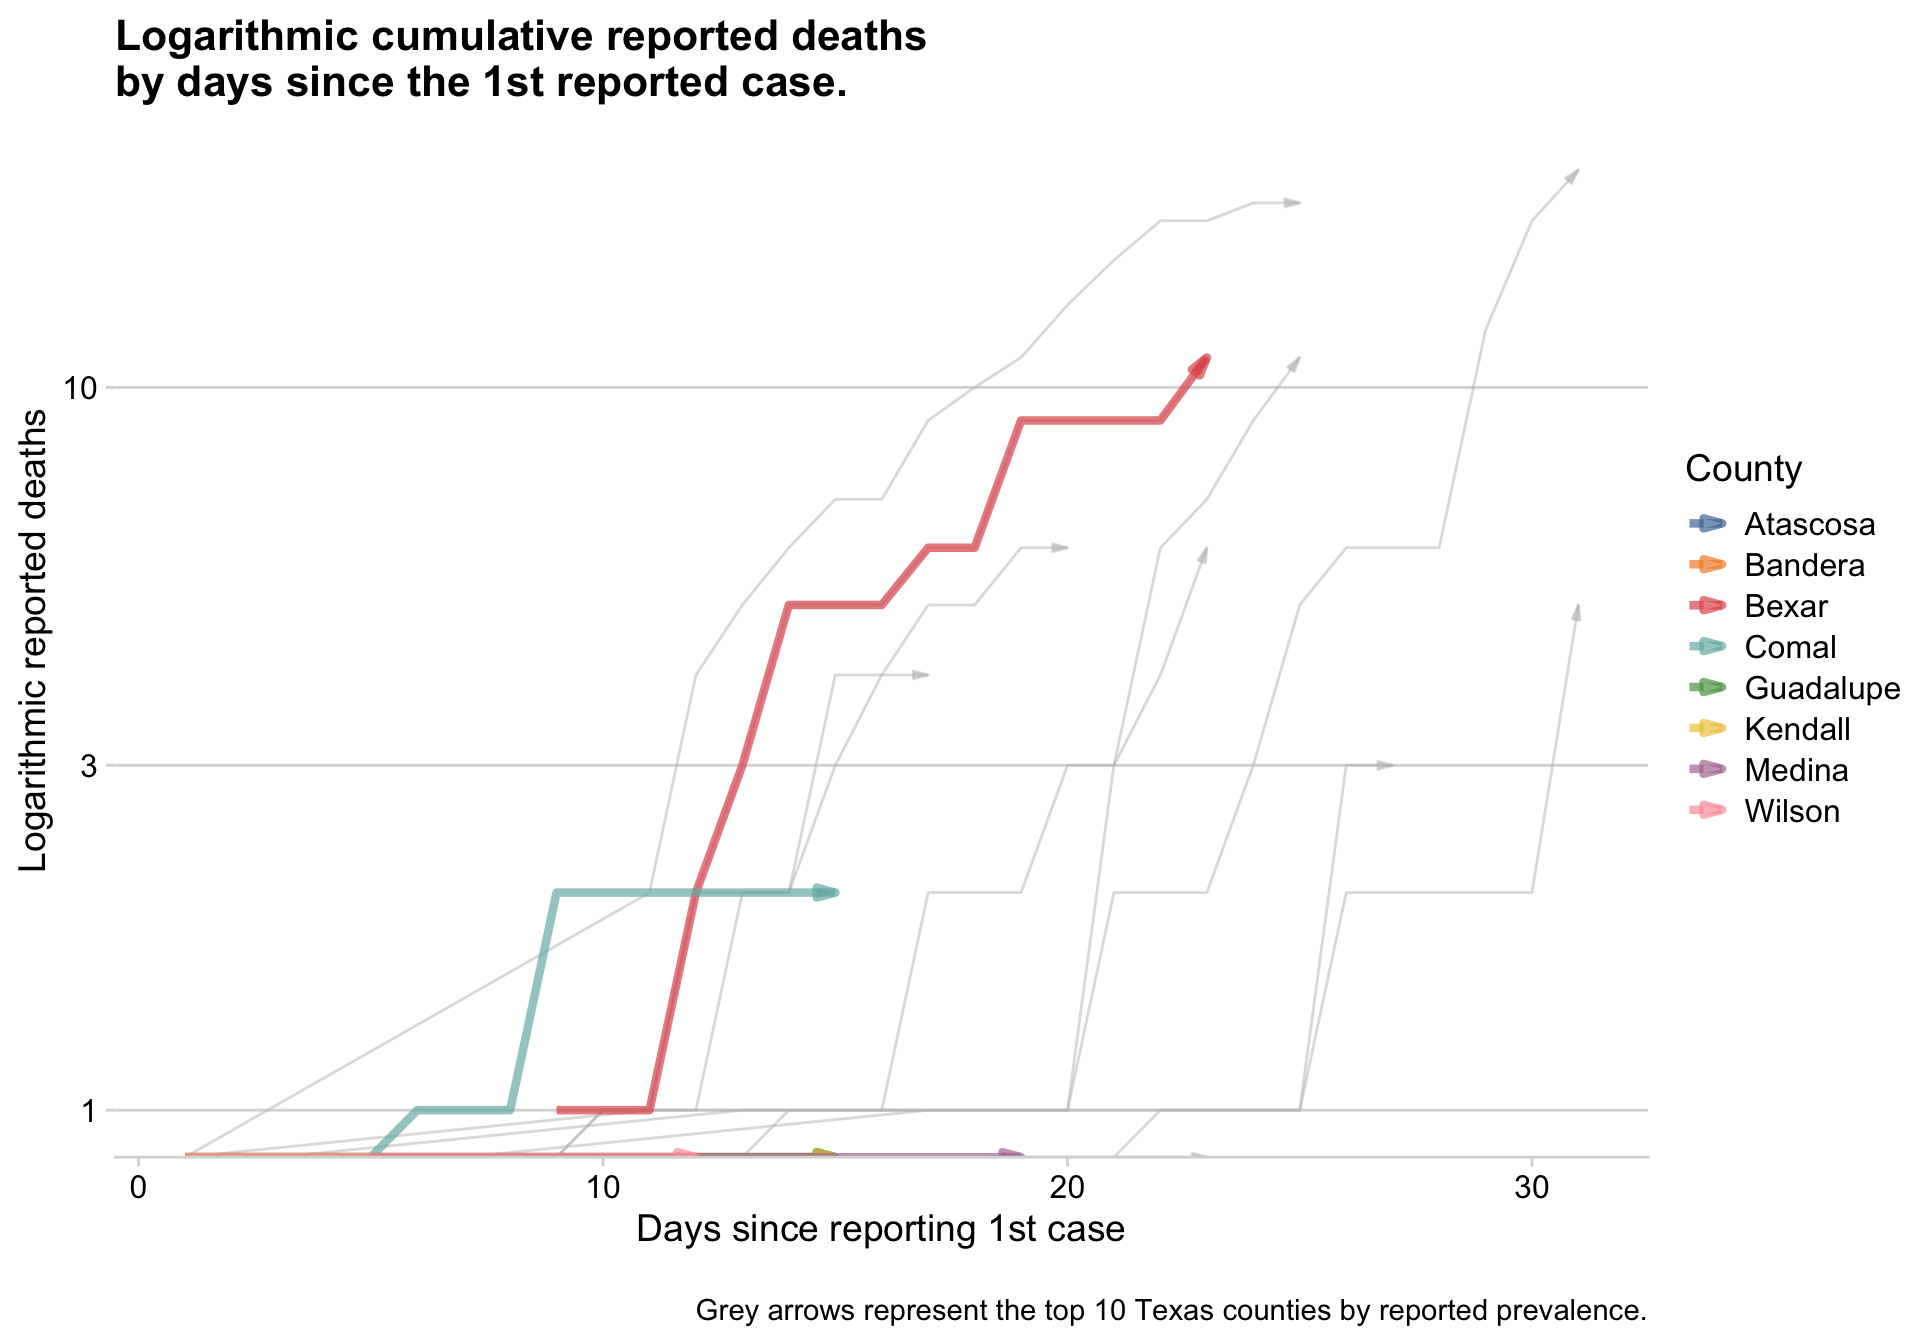 Logarithmic cumulative reported deaths
by days since the 1st reported case.
Logarithmic reported deaths
10
3
1
0
10
20
30
Days since reporting 1st case
County
Atascosa
Bandera
Bexar
Comal
Guadalupe
Kendall
Medina
Wilson
Grey arrows represent the top 10 Texas counties by reported prevalence.